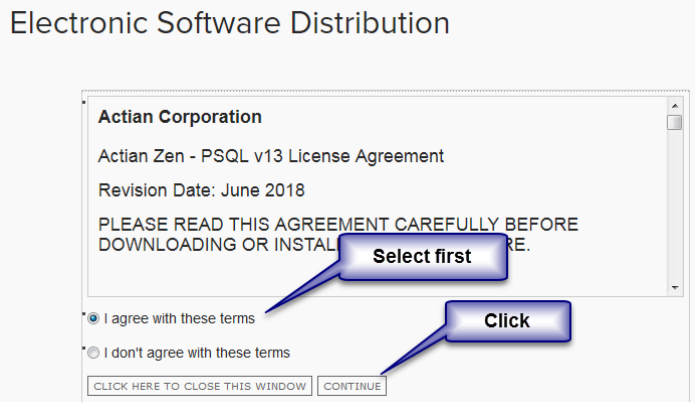 Electronic Software Distribution
Actian Corporation
Actian Zen - PSQL v13 License Agreement
Revision Date: June 2018
PLEASE READ THIS AGREEMENT CAREFULLY BEFORE
DOWNLOADING OR
Select first
I agree with these terms
Click
I don't agree with these terms
CLICK HERE TO CLOSE THIS WINDOW CONTINUE